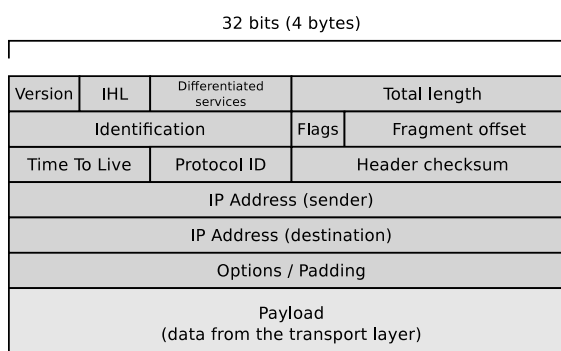 32 bits (4 bytes)
Version IHL Differentiated services Total length
Identification Flags Fragment offset
Time To Live Protocol ID Header checksum
IP Address (sender)
IP Address (destination)
Options / Padding
Payload
(data from the transport layer)